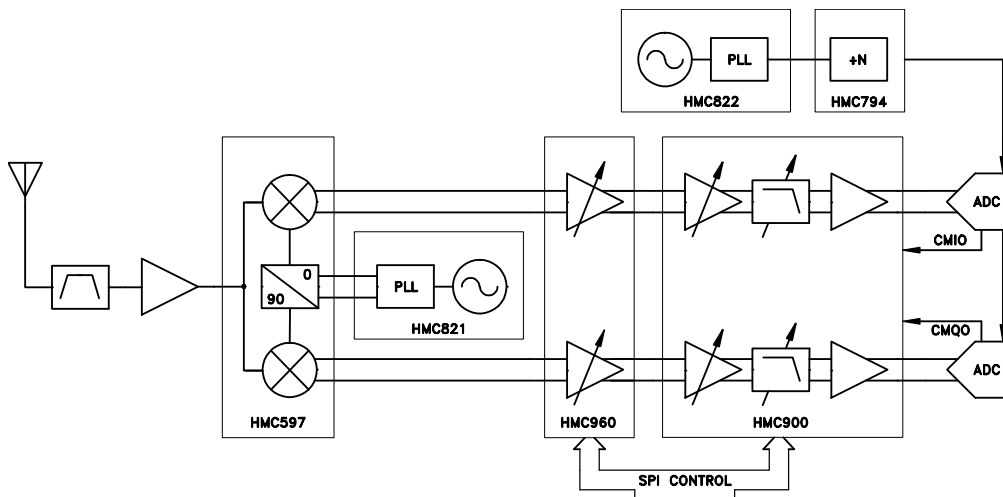 PLL
÷N
HMC822
HMC794
ADC
CMIO
0
90
PLL
HMC821
CMQO
ADC
HMC597
HMC960
HMC900
SPI CONTROL